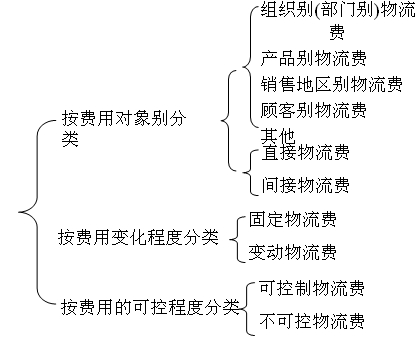 组织别(部门别)物流
费
产品别物流费
销售地区别物流费
顾客别物流费
其他
按费用对象别分
类
直接物流费
间接物流费
固定物流费
按费用变化程度分类
变动物流费
可控制物流费
按费用的可控程度分类
不可控物流费